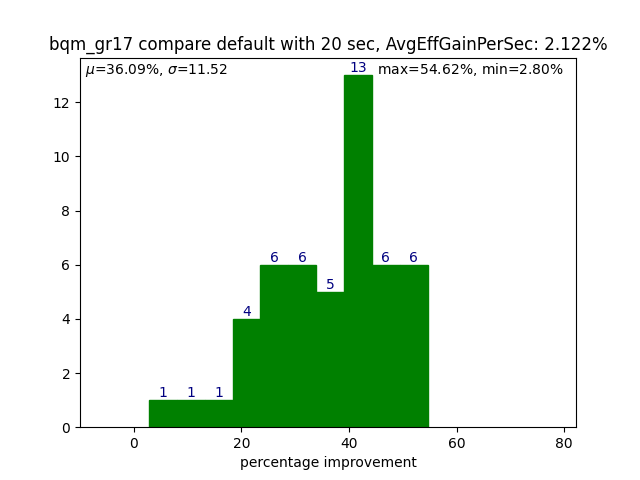 bqm_gr17 compare default with 20 sec, AvgEffGainPerSec: 2.122%
μ=36.09%, σ=11.52
max=54.62%, min=2.80%
13
12
10
8
6
4
2
0
6 6 6 6
5
4
1 1 1
0 20 40 60 80
percentage improvement